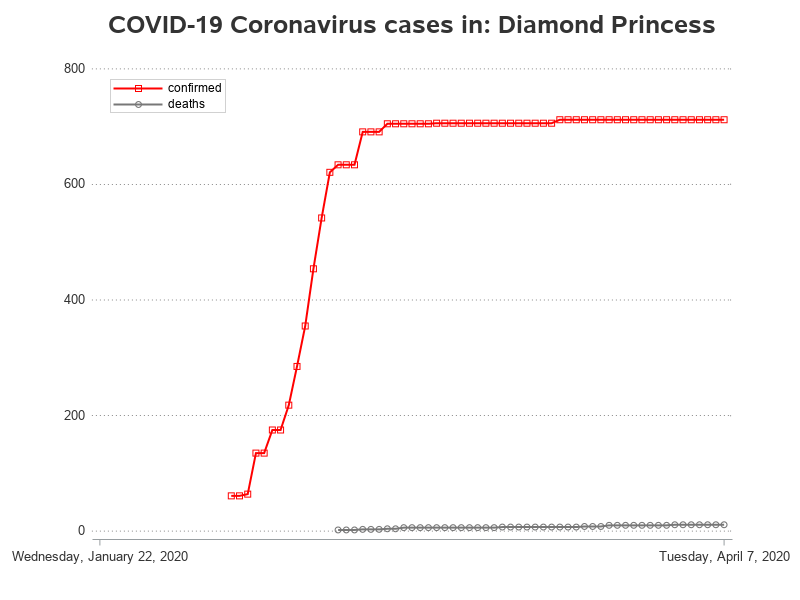 COVID-19 Coronavirus cases in: Diamond Princess
800
confirmed
deaths
600
400
200
0
Wednesday, January 22, 2020
Tuesday, April 7, 2020